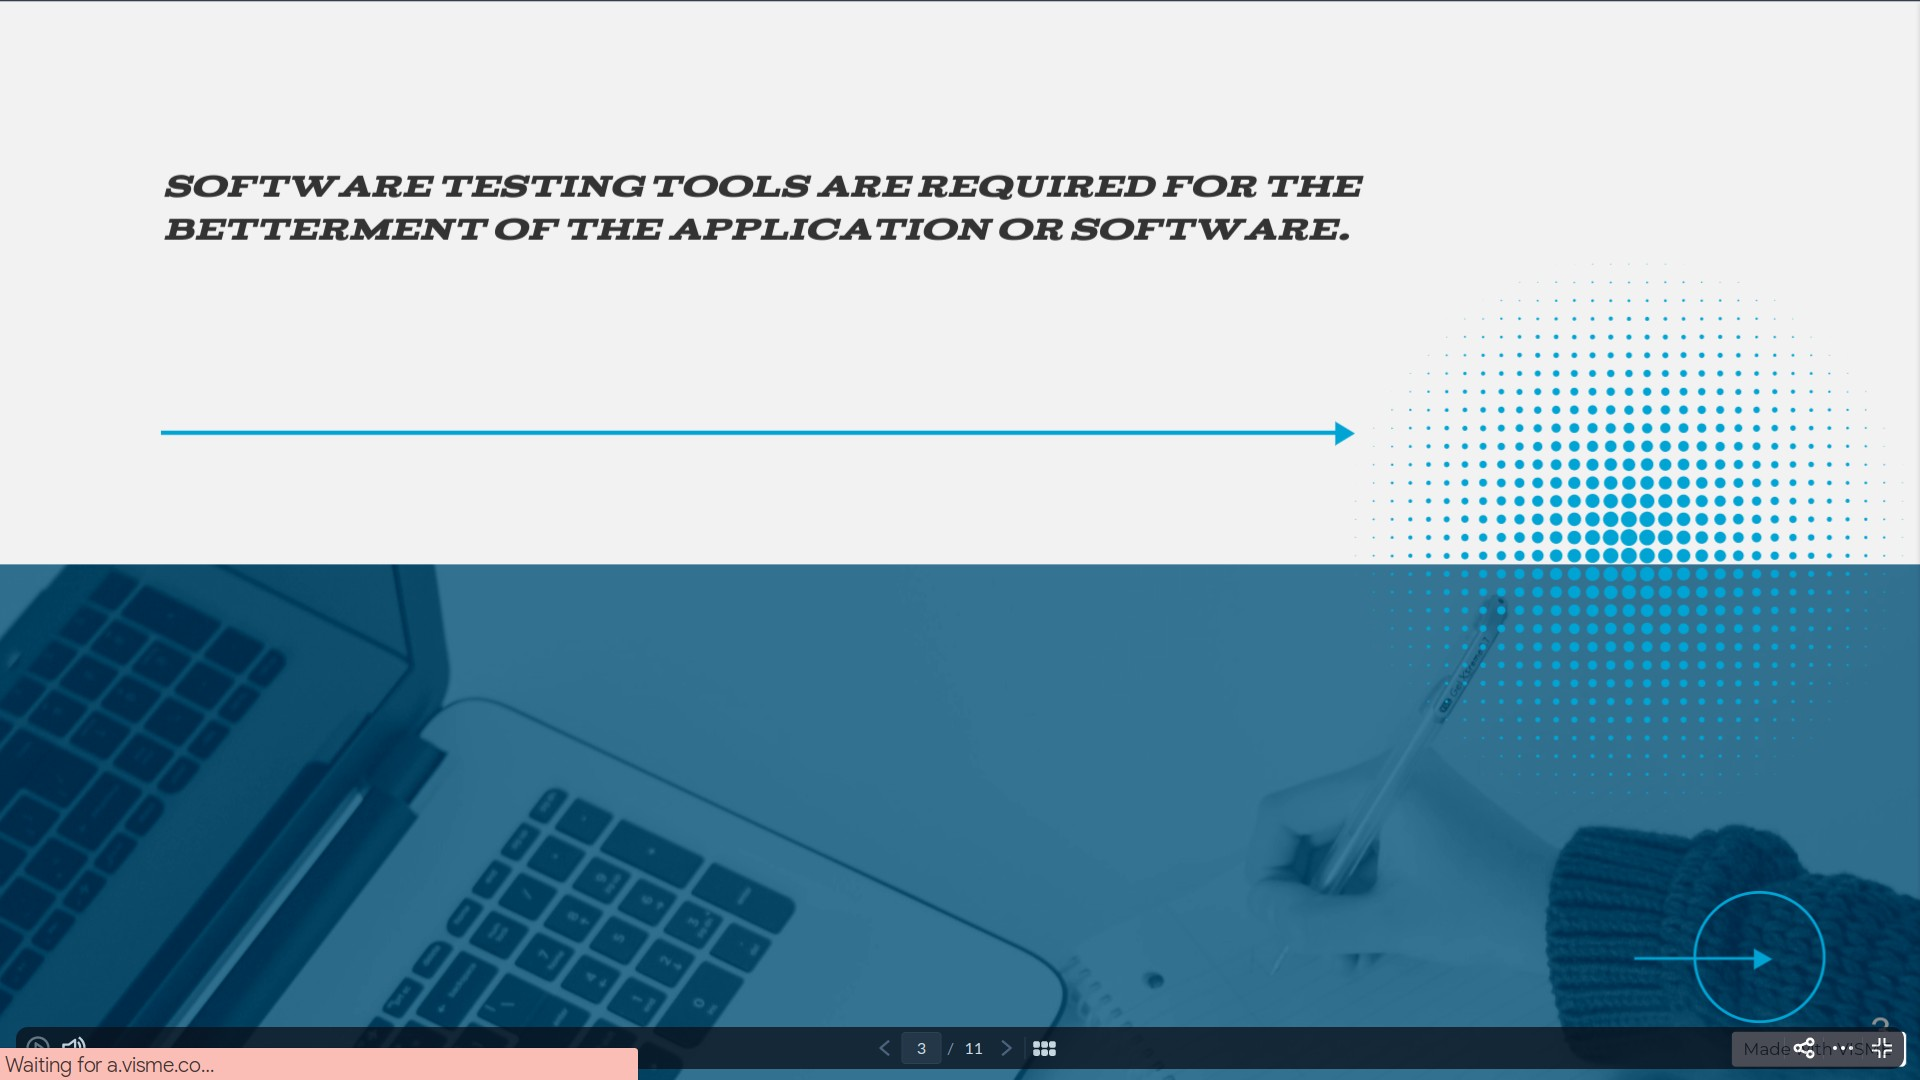 SOFTWARE TESTING TOOLS ARE REQUIRED FOR THE
BETTERMENT OF THE APPLICATION OR SOFTWARE.
3 / 11
Made
Waiting for a.visme.co...